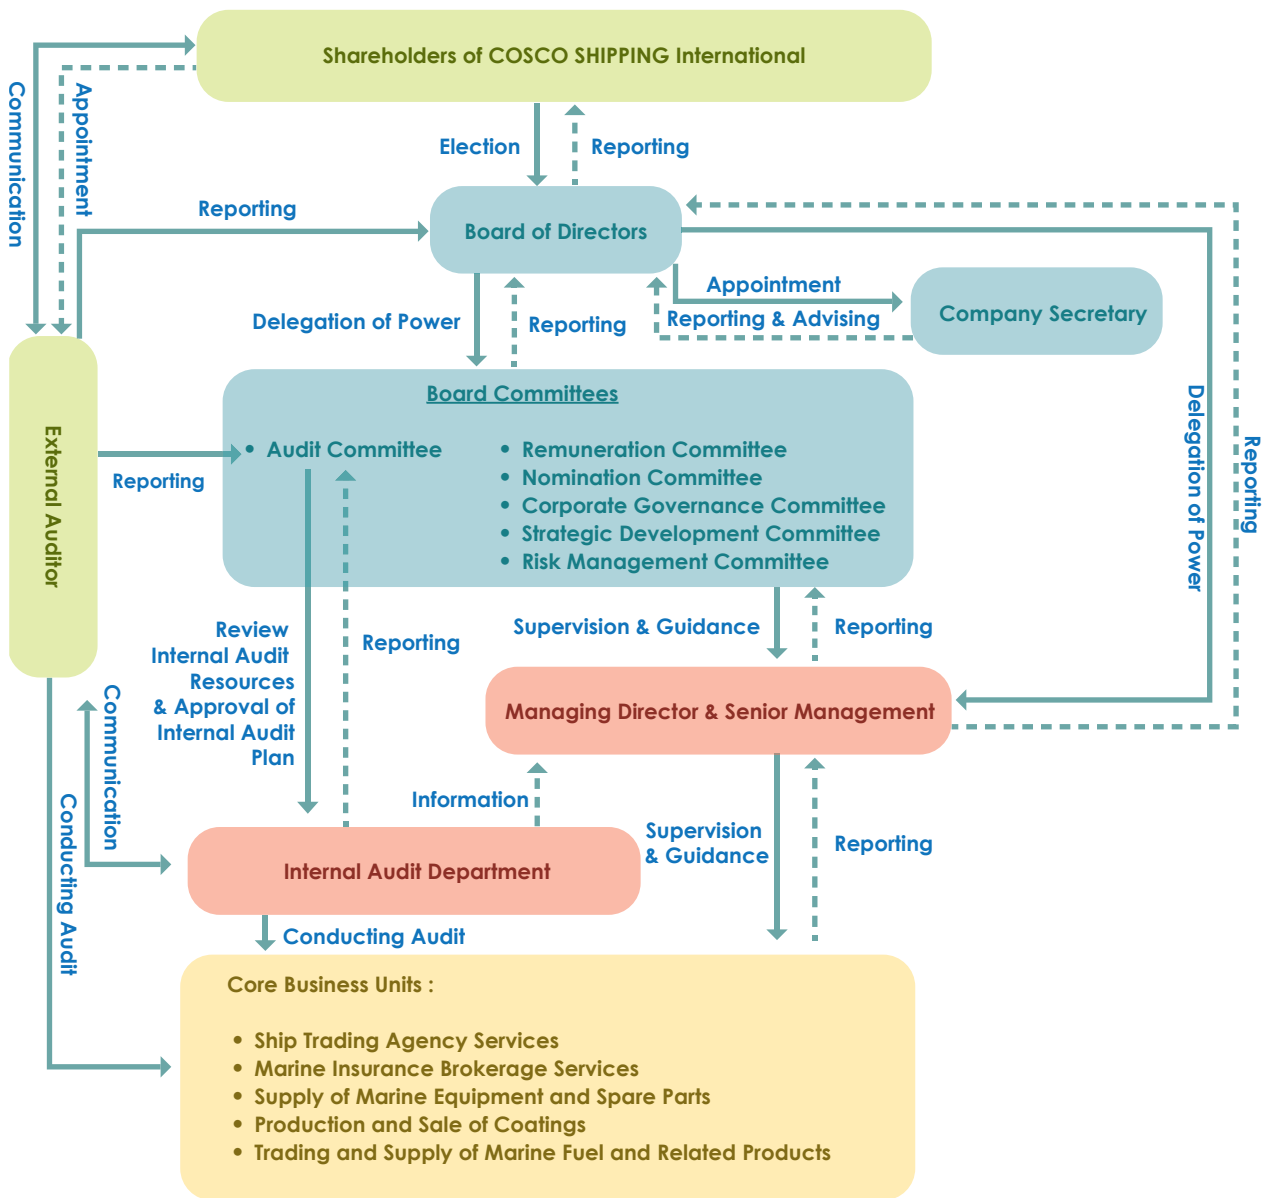 Shareholders of COSCO SHIPPING International
Communication
Appointment
Election
Reporting
Reporting
Board of Directors
Appointment
Reporting & Advising
Company Secretary
Delegation of Power
Reporting
Delegation of Power
Reporting
External Auditor
Reporting
Board Committees
• Audit Committee
• Remuneration Committee
• Nomination Committee
• Corporate Governance Committee
• Strategic Development Committee
• Risk Management Committee
Review
Internal Audit
Resources
& Approval of
Internal Audit
Plan
Reporting
Supervision & Guidance
Reporting
Managing Director & Senior Management
Communication
Conducting Audit
Information
Supervision
& Guidance
Reporting
Internal Audit Department
Conducting Audit
Core Business Units :
• Ship Trading Agency Services
• Marine Insurance Brokerage Services
• Supply of Marine Equipment and Spare Parts
• Production and Sale of Coatings
• Trading and Supply of Marine Fuel and Related Products